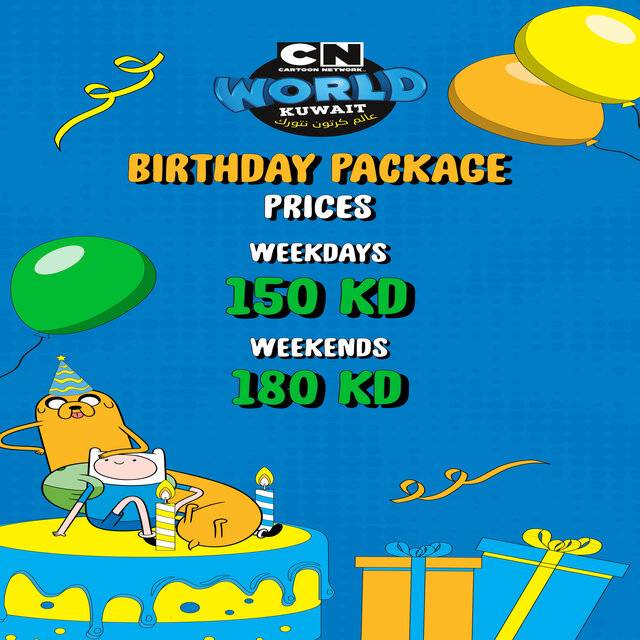 CN
CARTOON NETWORK
WORLD
KUWAIT
عالم كرتون نتورك
BIRTHDAY PACKAGE
PRICES
WEEKDAYS
150 KD
WEEKENDS
180 KD